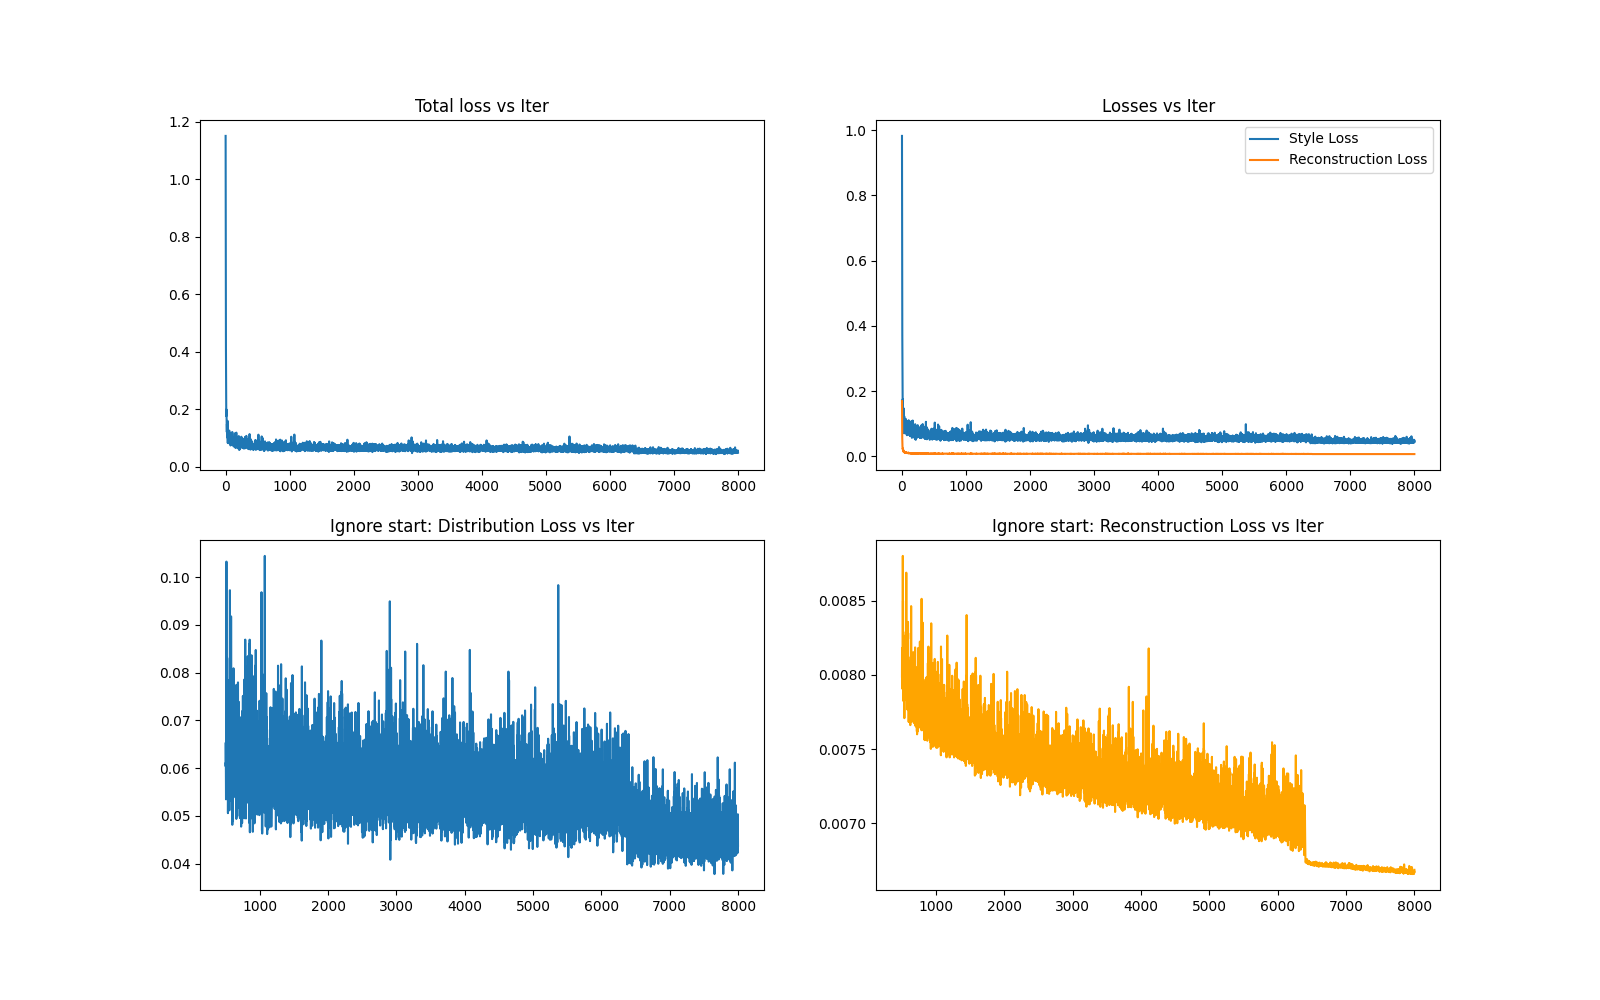 Total loss vs Iter
1.2
1.0
0.8
0.6
0.4
0.2
0.0
0 1000 2000 3000 4000 5000 6000 7000 8000
Losses vs Iter
Style Loss
Reconstruction Loss
1.0
0.8
0.6
0.4
0.2
0.0
0 1000 2000 3000 4000 5000 6000 7000 8000
Ignore start: Distribution Loss vs Iter
0.10
0.09
0.08
0.07
0.06
0.05
0.04
1000 2000 3000 4000 5000 6000 7000 8000
Ignore start: Reconstruction Loss vs Iter
0.0085
0.0080
0.0075
0.0070
1000 2000 3000 4000 5000 6000 7000 8000